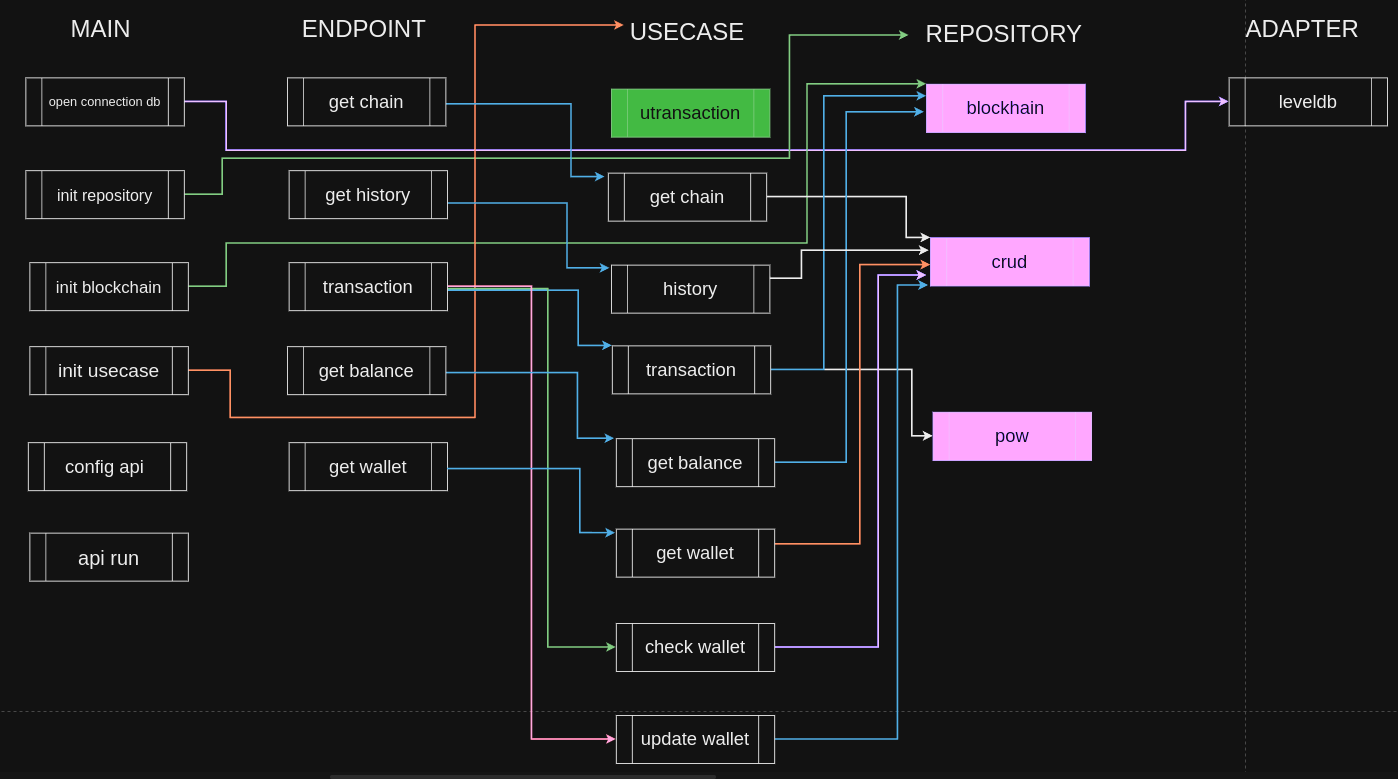 MAIN
ENDPOINT
USECASE
REPOSITORY
ADAPTER
open connection db
init repository
init blockchain
init usecase
config api
api run
get chain
get history
transaction
get balance
get wallet
utransaction
get chain
history
transaction
get balance
get wallet
check wallet
update wallet
blockhain
crud
pow
leveldb